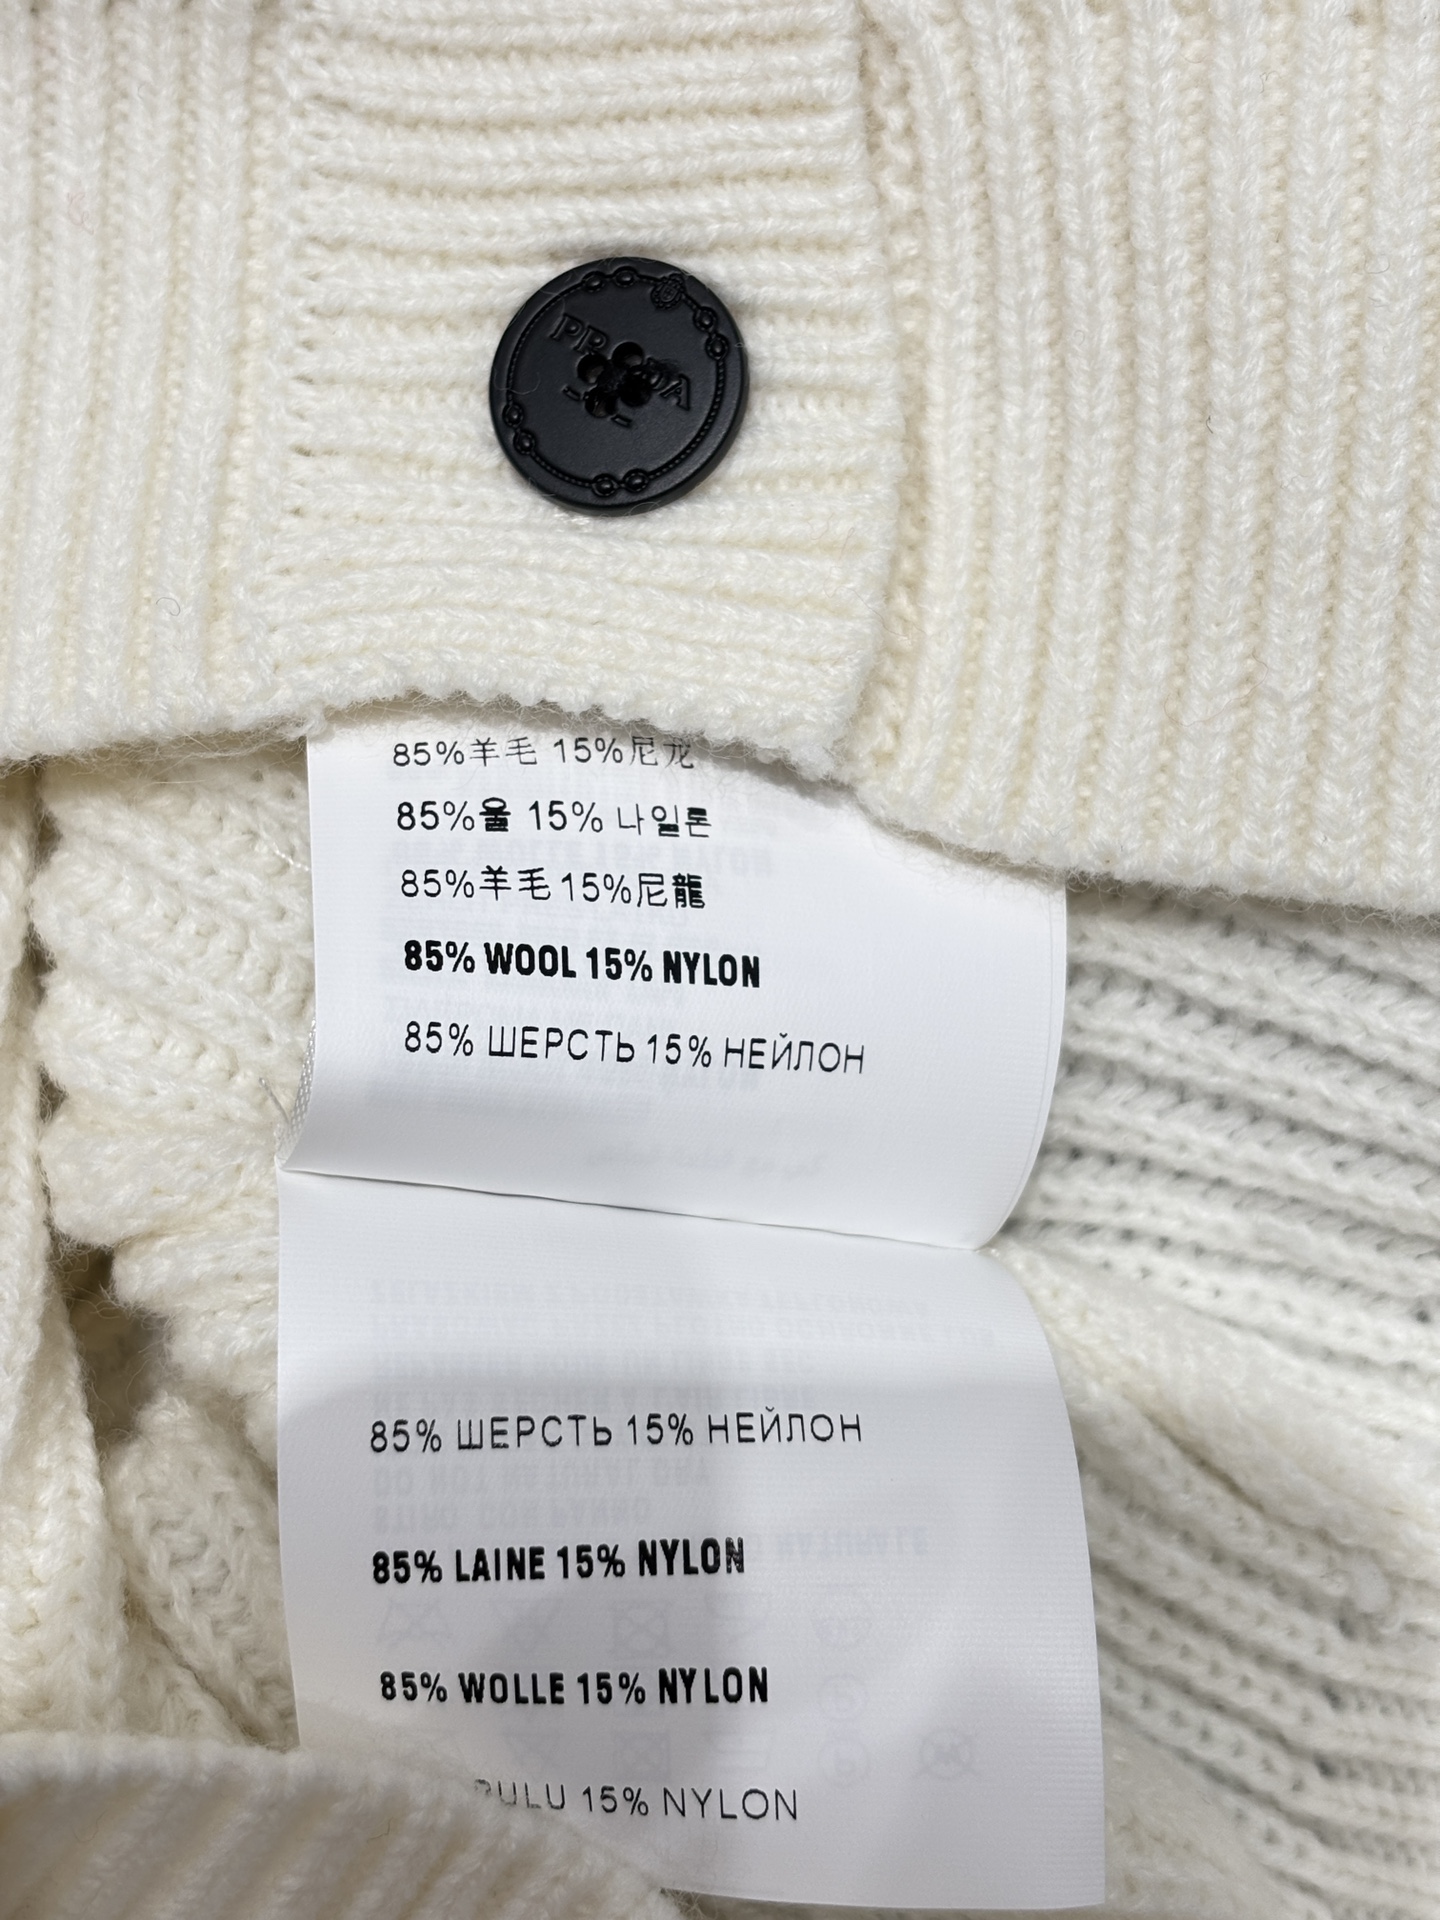 PRADA
85%羊毛 15%尼龙
85%울 15% 나일론
85%羊毛 15%尼龍
85% WOOL 15% NYLON
85% ШЕРСТЬ 15% НЕЙЛОН
85% ШЕРСТЬ 15% НЕЙЛОН
85% LAINE 15% NYLON
85% WOLLE 15% NYLON
15% NYLON